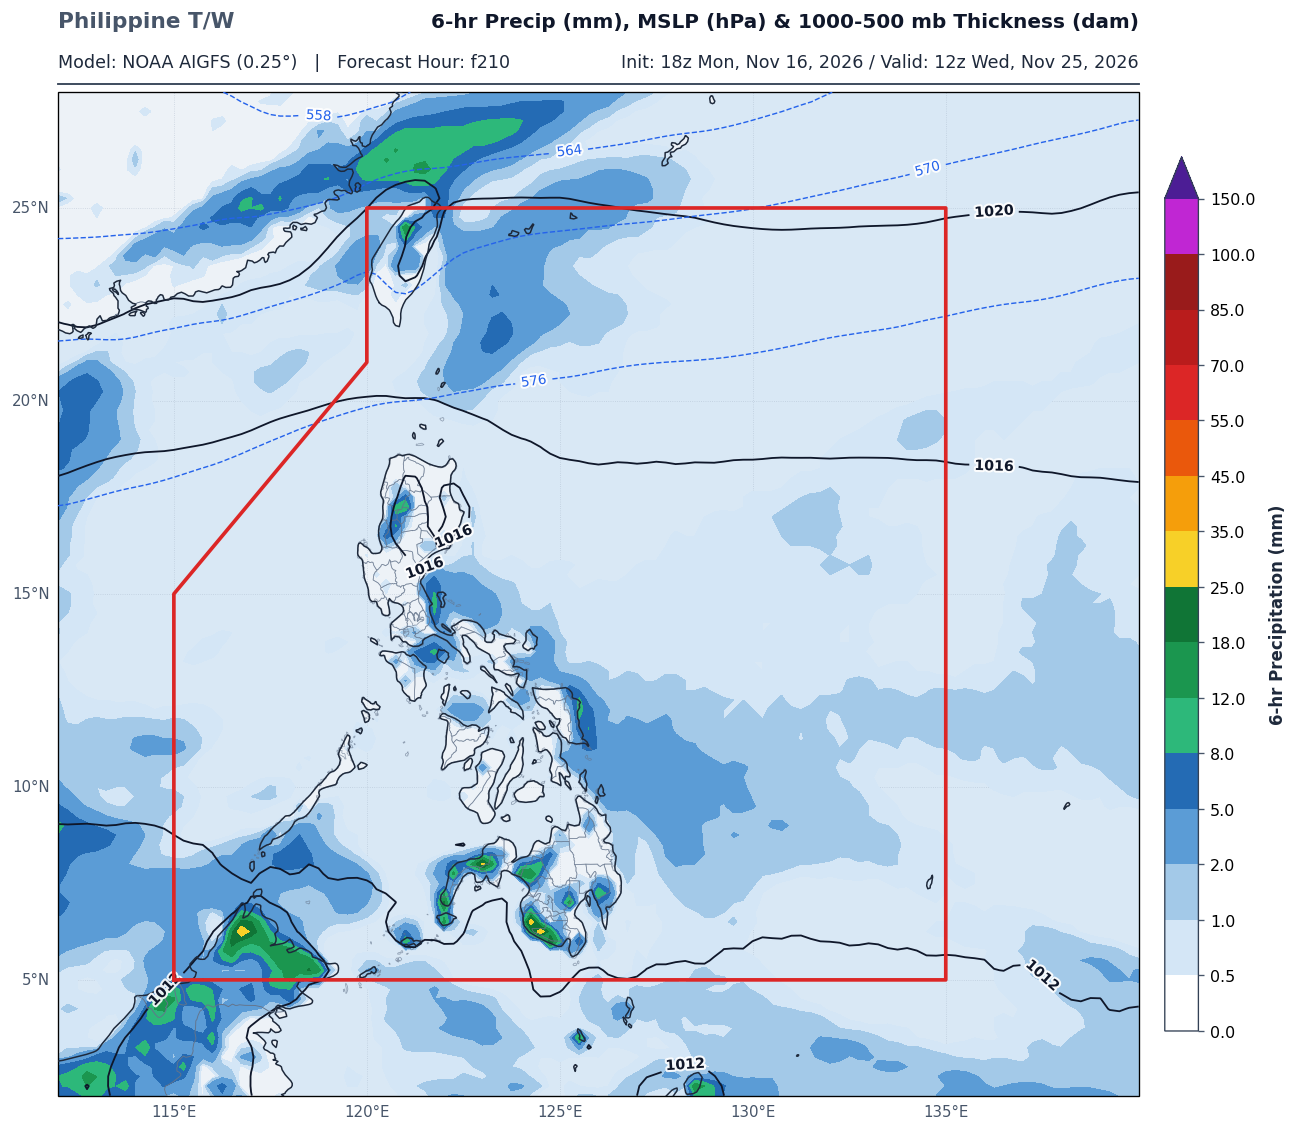 Philippine T/W
6-hr Precip (mm), MSLP (hPa) & 1000-500 mb Thickness (dam)
Model: NOAA AIGFS (0.25°) | Forecast Hour: f210
Init: 18z Mon, Nov 16, 2026 / Valid: 12z Wed, Nov 25, 2026
558
564
570
1020
576
1016
1016
1016
1012
1012
1012
25°N
20°N
15°N
10°N
5°N
115°E
120°E
125°E
130°E
135°E
150.0
100.0
85.0
70.0
55.0
45.0
35.0
25.0
18.0
12.0
8.0
5.0
2.0
1.0
0.5
0.0
6-hr Precipitation (mm)